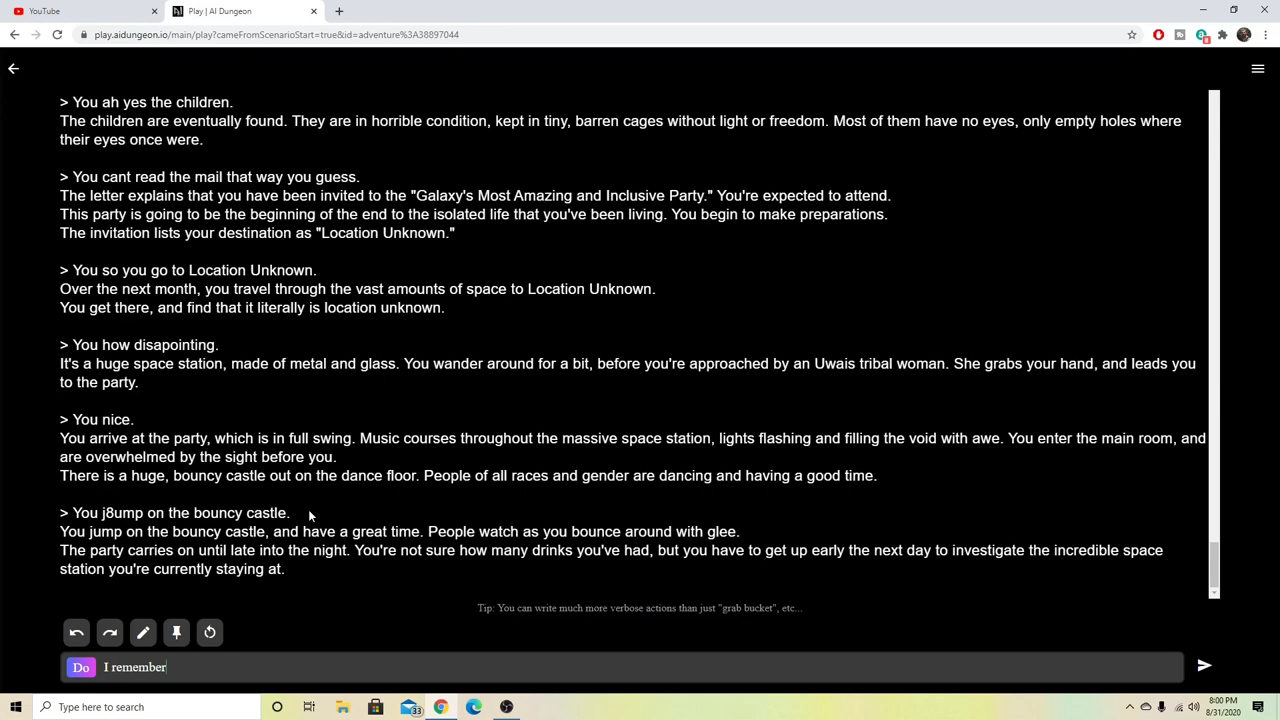 YouTube
Play | AI Dungeon
play.aidungeon.io/main/play?cameFromScenarioStart=true&id=adventure%3A38897044
> You ah yes the children.
The children are eventually found. They are in horrible condition, kept in tiny, barren cages without light or freedom. Most of them have no eyes, only empty holes where
their eyes once were.
> You cant read the mail that way you guess.
The letter explains that you have been invited to the "Galaxy's Most Amazing and Inclusive Party." You're expected to attend.
This party is going to be the beginning of the end to the isolated life that you've been living. You begin to make preparations.
The invitation lists your destination as "Location Unknown."
> You so you go to Location Unknown.
Over the next month, you travel through the vast amounts of space to Location Unknown.
You get there, and find that it literally is location unknown.
> You how disapointing.
It's a huge space station, made of metal and glass. You wander around for a bit, before you're approached by an Uwais tribal woman. She grabs your hand, and leads you
to the party.
> You nice.
You arrive at the party, which is in full swing. Music courses throughout the massive space station, lights flashing and filling the void with awe. You enter the main room, and
are overwhelmed by the sight before you.
There is a huge, bouncy castle out on the dance floor. People of all races and gender are dancing and having a good time.
> You j8ump on the bouncy castle.
You jump on the bouncy castle, and have a great time. People watch as you bounce around with glee.
The party carries on until late into the night. You're not sure how many drinks you've had, but you have to get up early the next day to investigate the incredible space
station you're currently staying at.
Tip: You can write much more verbose actions than just "grab bucket", etc...
Do I remember
Type here to search
33
8:00 PM
8/31/2020